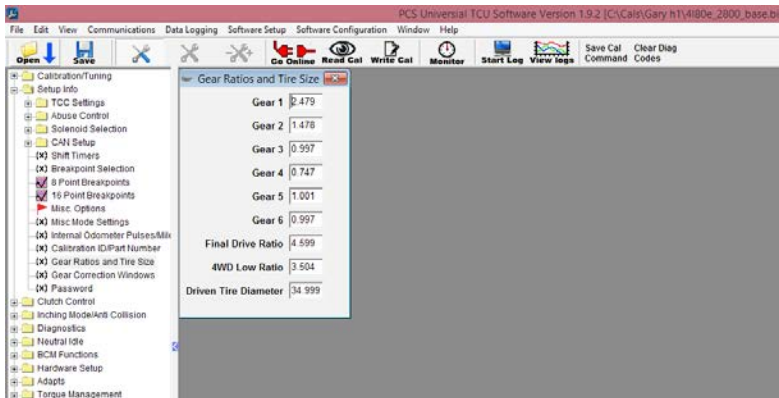 PCS Universial TCU Software Version 1.9.2 [C:\Cals\Gary h1\4l80e_2800_base.b
File Edit View Communications Data Logging Software Setup Software Configuration Window Help
Open Save Go Online Read Cal Write Cal Monitor Start Log View logs Save Cal Command Clear Diag Codes
Calibration/Tuning
Setup Info
TCC Settings
Abuse Control
Solenoid Selection
CAN Setup
(x) Shift Timers
(x) Breakpoint Selection
8 Point Breakpoints
16 Point Breakpoints
Misc. Options
(x) Misc Mode Settings
(x) Internal Odometer Pulses/Mile
(x) Calibration ID/Part Number
(x) Gear Ratios and Tire Size
(x) Gear Correction Windows
(x) Password
Clutch Control
Inching Mode/Anti Collision
Diagnostics
Neutral Idle
BCM Functions
Hardware Setup
Adapts
Torque Management
Gear Ratios and Tire Size
Gear 1 2.479
Gear 2 1.478
Gear 3 0.997
Gear 4 0.747
Gear 5 1.001
Gear 6 0.997
Final Drive Ratio 4.599
4WD Low Ratio 3.504
Driven Tire Diameter 34.999